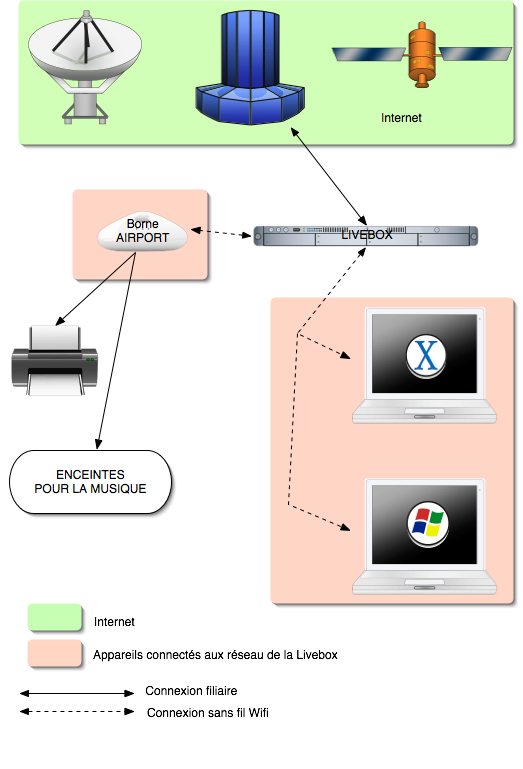 Internet
Borne
AIRPORT
LIVEBOX
X
ENCEINTES
POUR LA MUSIQUE
Internet
Appareils connectés aux réseau de la Livebox
Connexion filiaire
Connexion sans fil Wifi